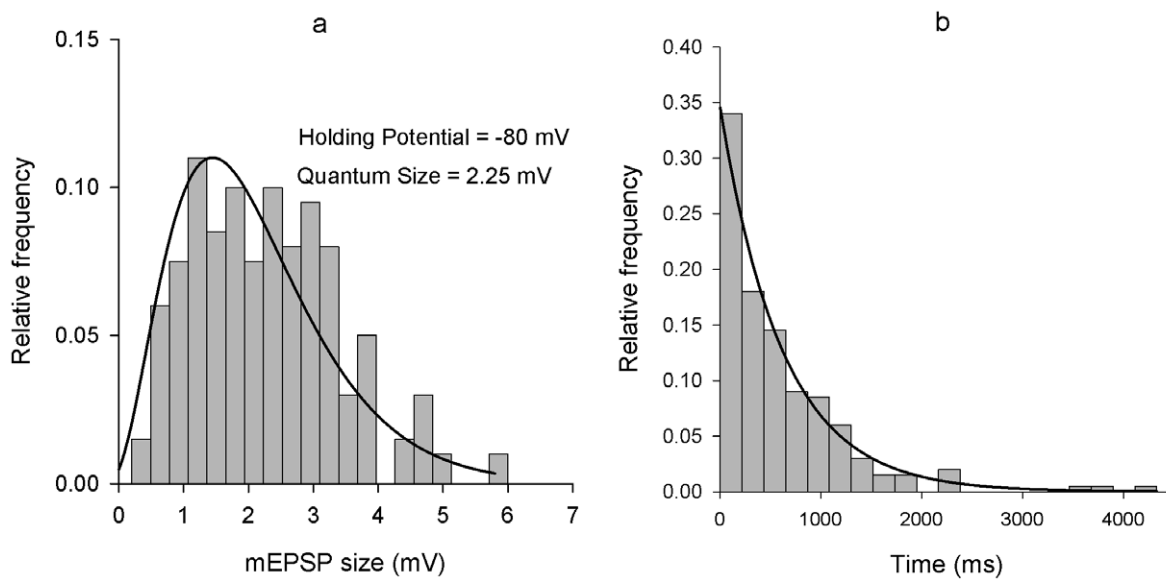 a
0.15
0.10
0.05
0.00
Relative frequency
Holding Potential = -80 mV
Quantum Size = 2.25 mV
0 1 2 3 4 5 6 7
mEPSP size (mV)
b
0.40
0.35
0.30
0.25
0.20
0.15
0.10
0.05
0.00
Relative frequency
0 1000 2000 3000 4000
Time (ms)